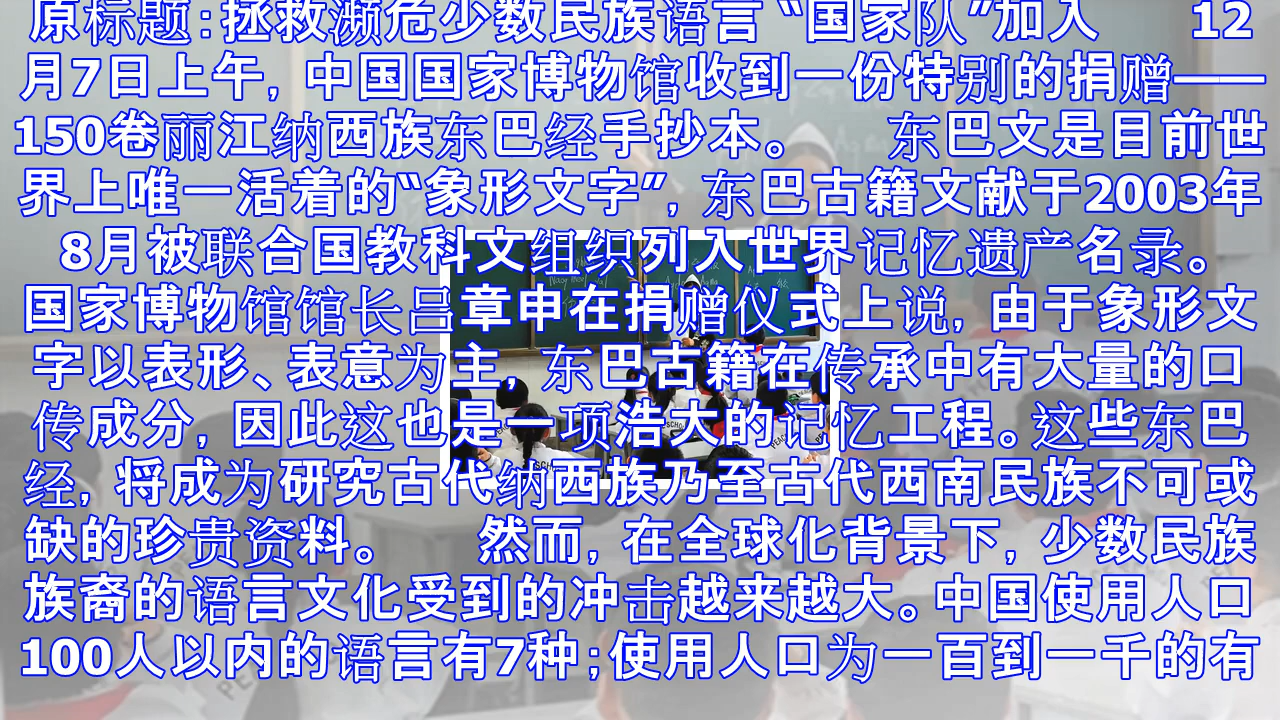 原标题:拯救濒危少数民族语言 “国家队”加入　　12
月7日上午, 中国国家博物馆收到一份特别的捐赠——
150卷丽江纳西族东巴经手抄本。　　东巴文是目前世
界上唯一活着的“象形文字”, 东巴古籍文献于2003年
8月被联合国教科文组织列入世界记忆遗产名录。
国家博物馆馆长吕章申在捐赠仪式上说, 由于象形文
字以表形、表意为主, 东巴古籍在传承中有大量的口
传成分, 因此这也是一项浩大的记忆工程。这些东巴
经, 将成为研究古代纳西族乃至古代西南民族不可或
缺的珍贵资料。　　然而, 在全球化背景下, 少数民族
族裔的语言文化受到的冲击越来越大。中国使用人口
100人以内的语言有7种;使用人口为一百到一千的有